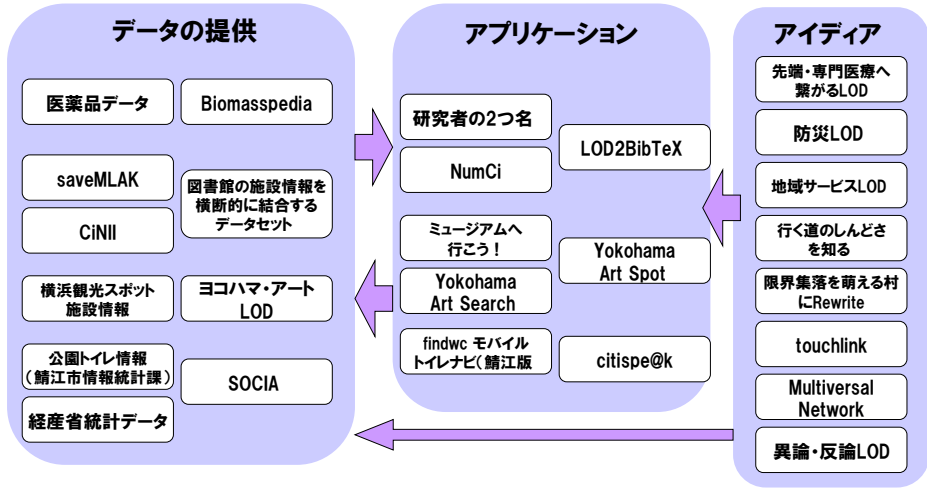 データの提供
医薬品データ
Biomasspedia
saveMLAK
図書館の施設情報を
横断的に結合する
データセット
CiNII
横浜観光スポット
施設情報
ヨコハマ・アート
LOD
公園トイレ情報
(鯖江市情報統計課)
SOCIA
経産省統計データ
アプリケーション
研究者の2つ名
LOD2BibTeX
NumCi
ミュージアムへ
行こう!
Yokohama
Art Spot
Yokohama
Art Search
findwc モバイル
トイレナビ(鯖江版
citispe@k
アイディア
先端・専門医療へ
繋がるLOD
防災LOD
地域サービスLOD
行く道のしんどさ
を知る
限界集落を萌える村
にRewrite
touchlink
Multiversal
Network
異論・反論LOD